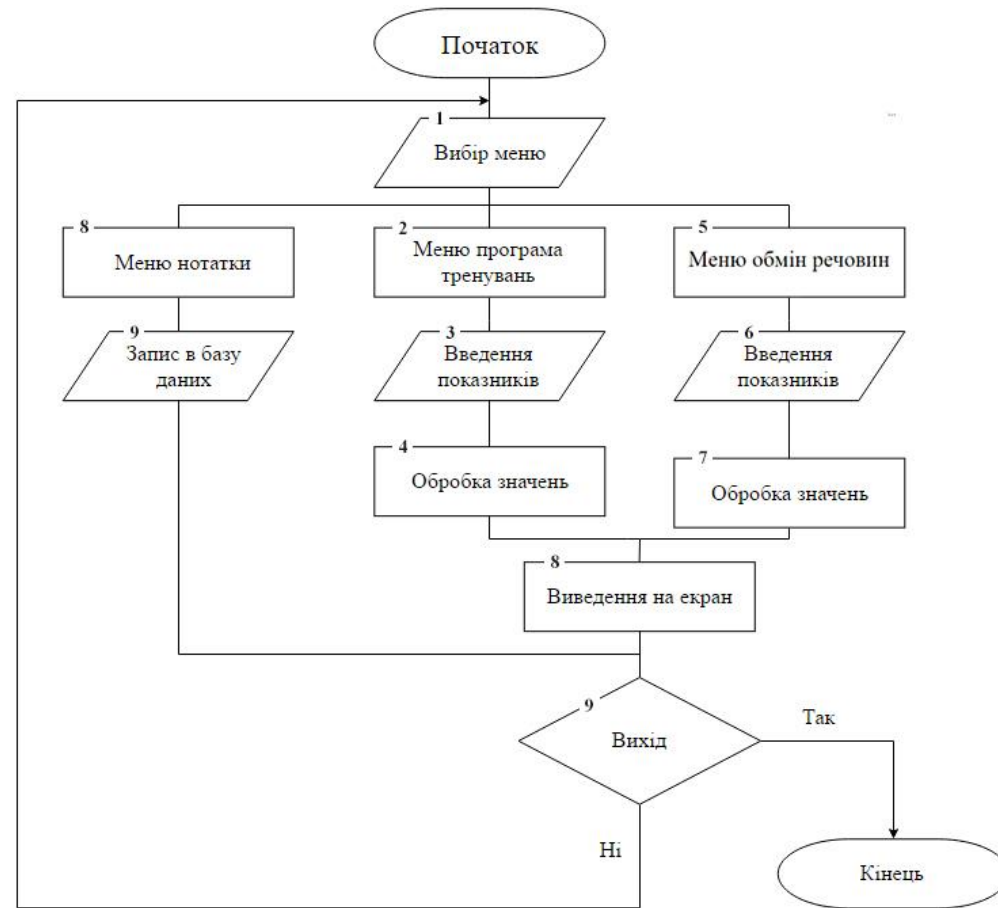 Початок
1
Вибір меню
8
Меню нотатки
2
Меню програма
тренувань
5
Меню обмін речовин
9
Запис в базу
даних
3
Введення
показників
6
Введення
показників
4
Обробка значень
7
Обробка значень
8
Виведення на екран
9
Вихід
Так
Ні
Кінець